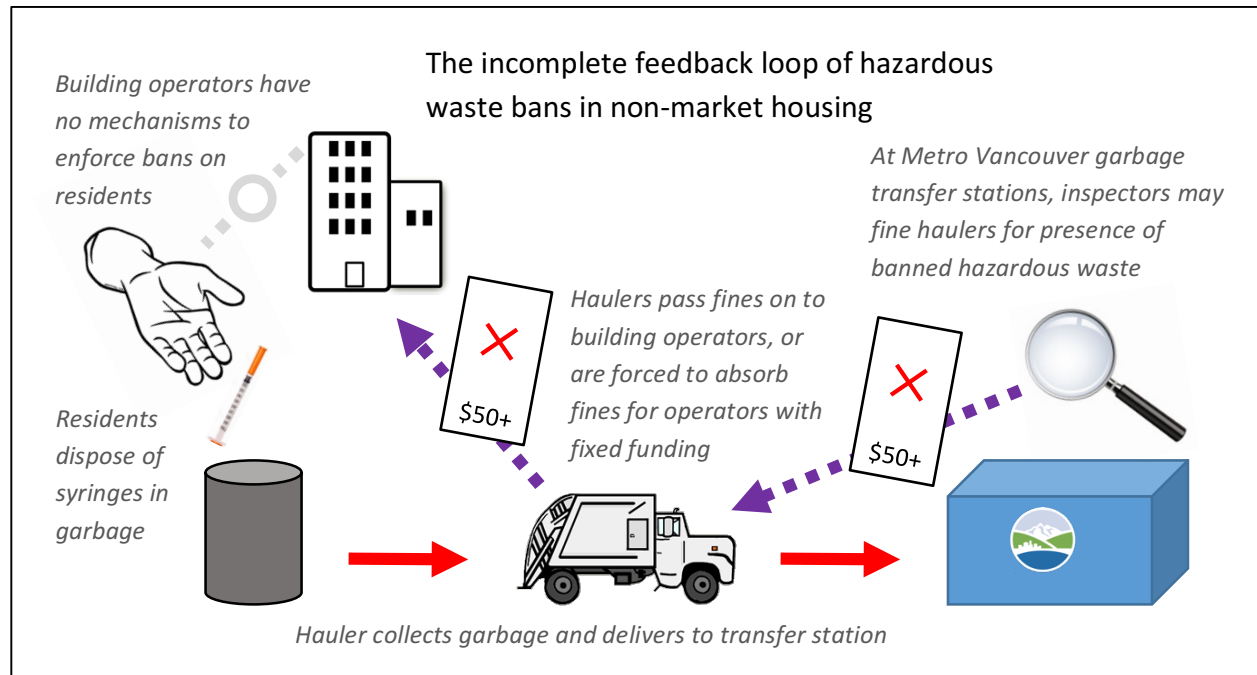 The incomplete feedback loop of hazardous
waste bans in non-market housing
Building operators have
no mechanisms to
enforce bans on
residents
At Metro Vancouver garbage
transfer stations, inspectors may
fine haulers for presence of
banned hazardous waste
Haulers pass fines on to
building operators, or
are forced to absorb
fines for operators with
fixed funding
$50+
$50+
Residents
dispose of
syringes in
garbage
Hauler collects garbage and delivers to transfer station